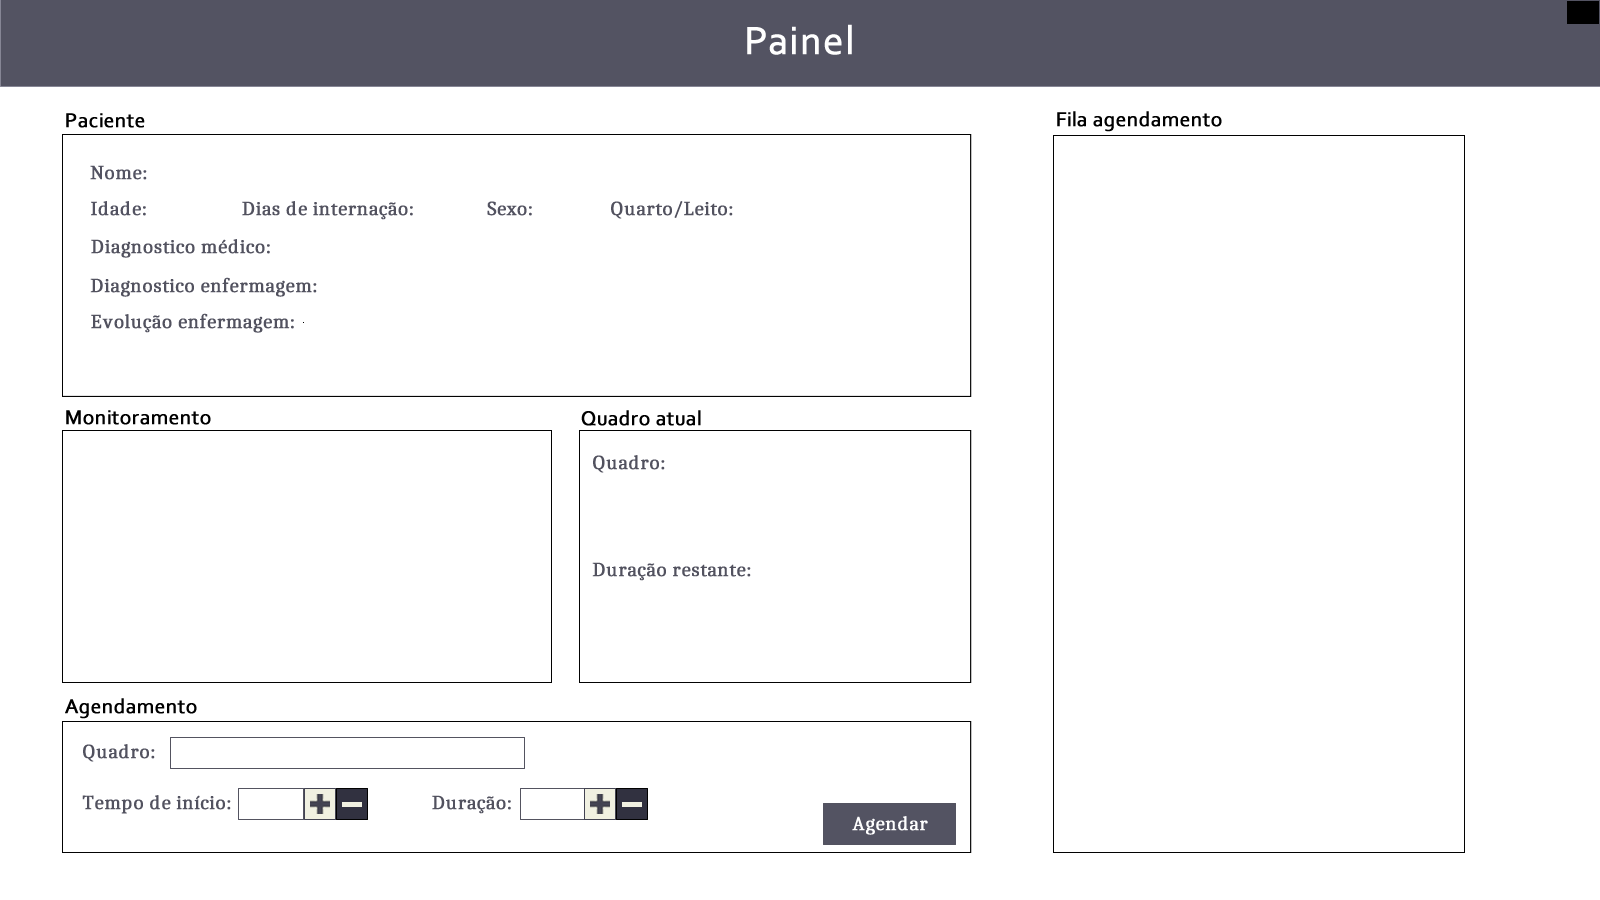 Painel
Paciente
Nome:
Idade: Dias de internação: Sexo: Quarto/Leito:
Diagnostico médico:
Diagnostico enfermagem:
Evolução enfermagem:
Monitoramento
Quadro atual
Quadro:
Duração restante:
Agendamento
Quadro:
Tempo de início: Duração:
Agendar
Fila agendamento